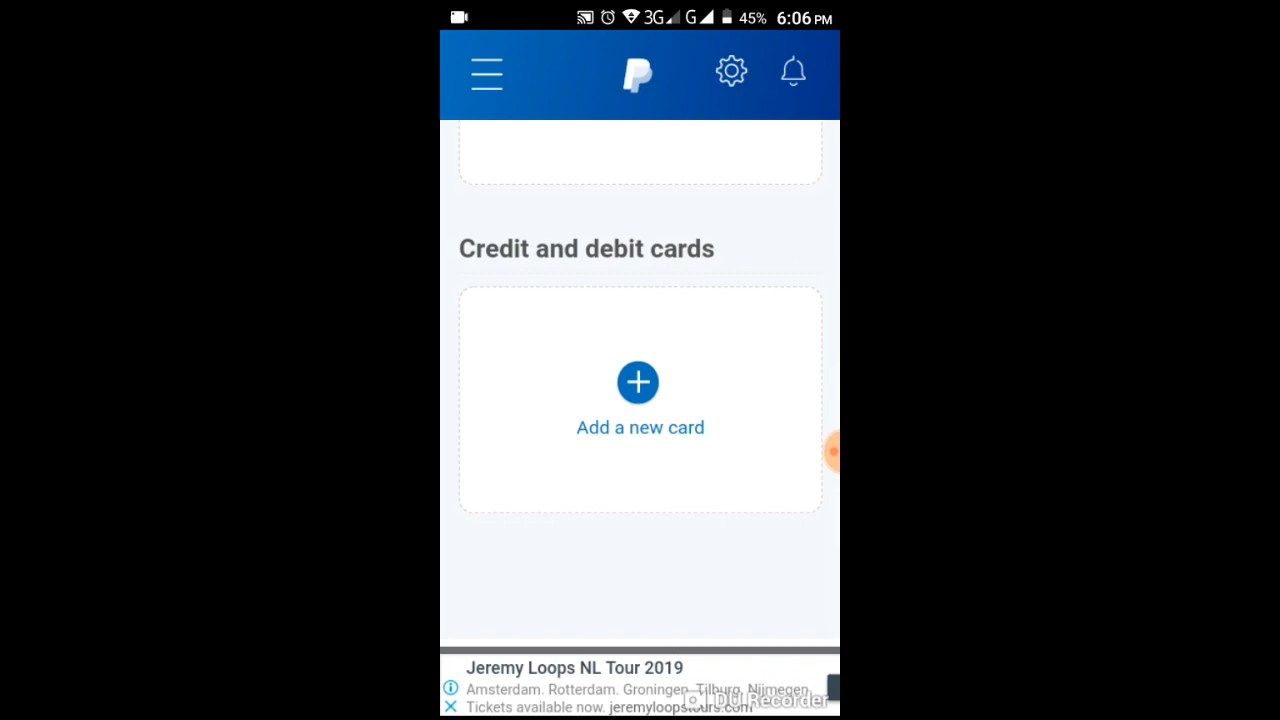 3G G 45% 6:06 PM
Credit and debit cards
Add a new card
Jeremy Loops NL Tour 2019
Amsterdam. Rotterdam. Groningen. Tilburg. Nijmegen.
Tickets available now. jeremyloopstours.com
DU Recorder